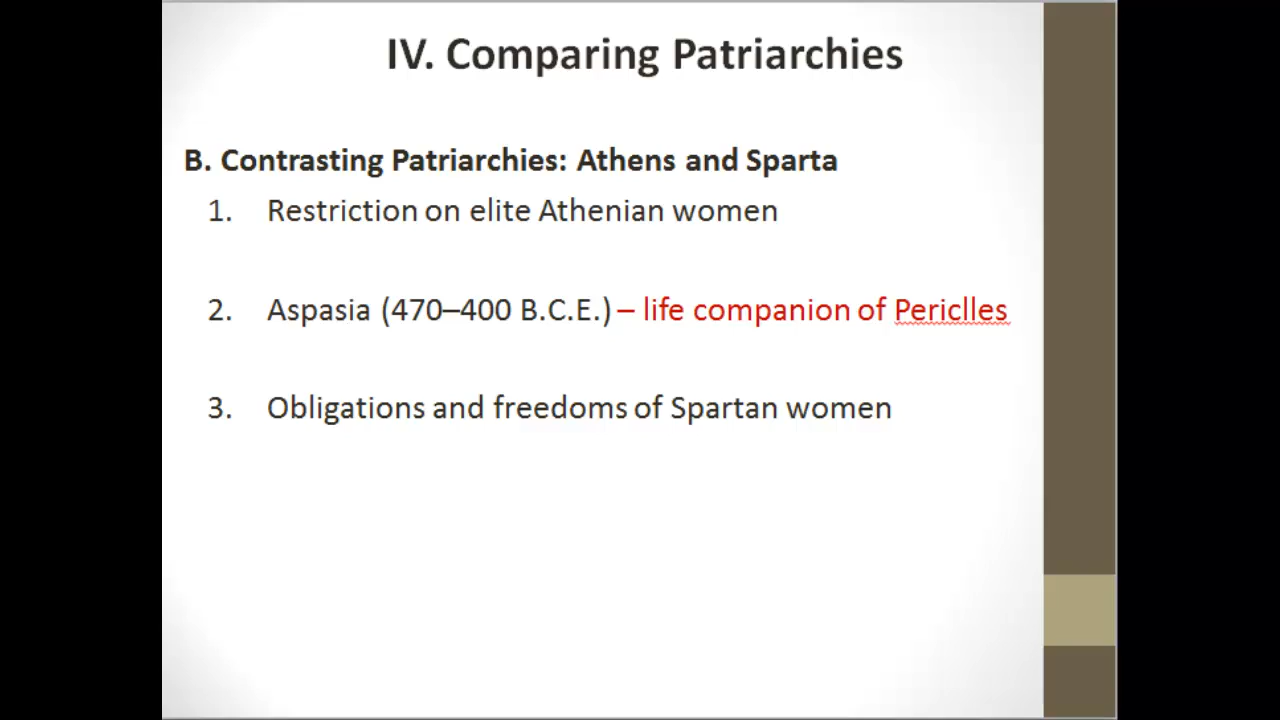 IV. Comparing Patriarchies
B. Contrasting Patriarchies: Athens and Sparta
1. Restriction on elite Athenian women
2. Aspasia (470–400 B.C.E.) – life companion of Periclles
3. Obligations and freedoms of Spartan women